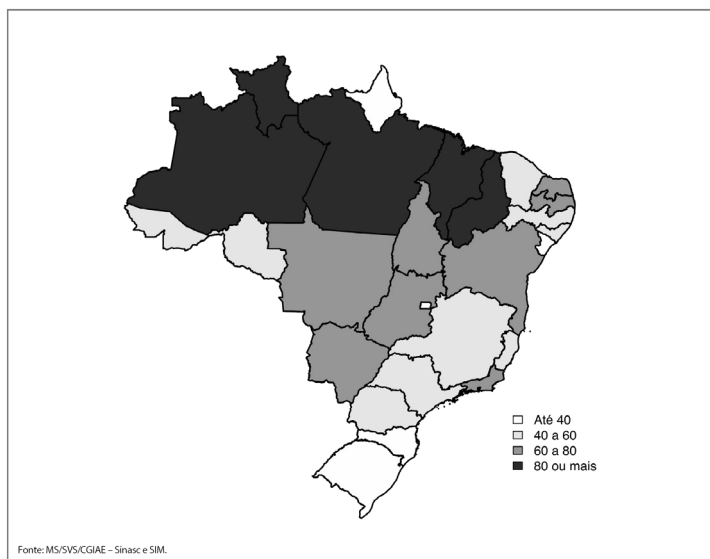 Até 40
40 a 60
60 a 80
80 ou mais
Fonte: MS/SVS/CGIAE – Sinasc e SIM.